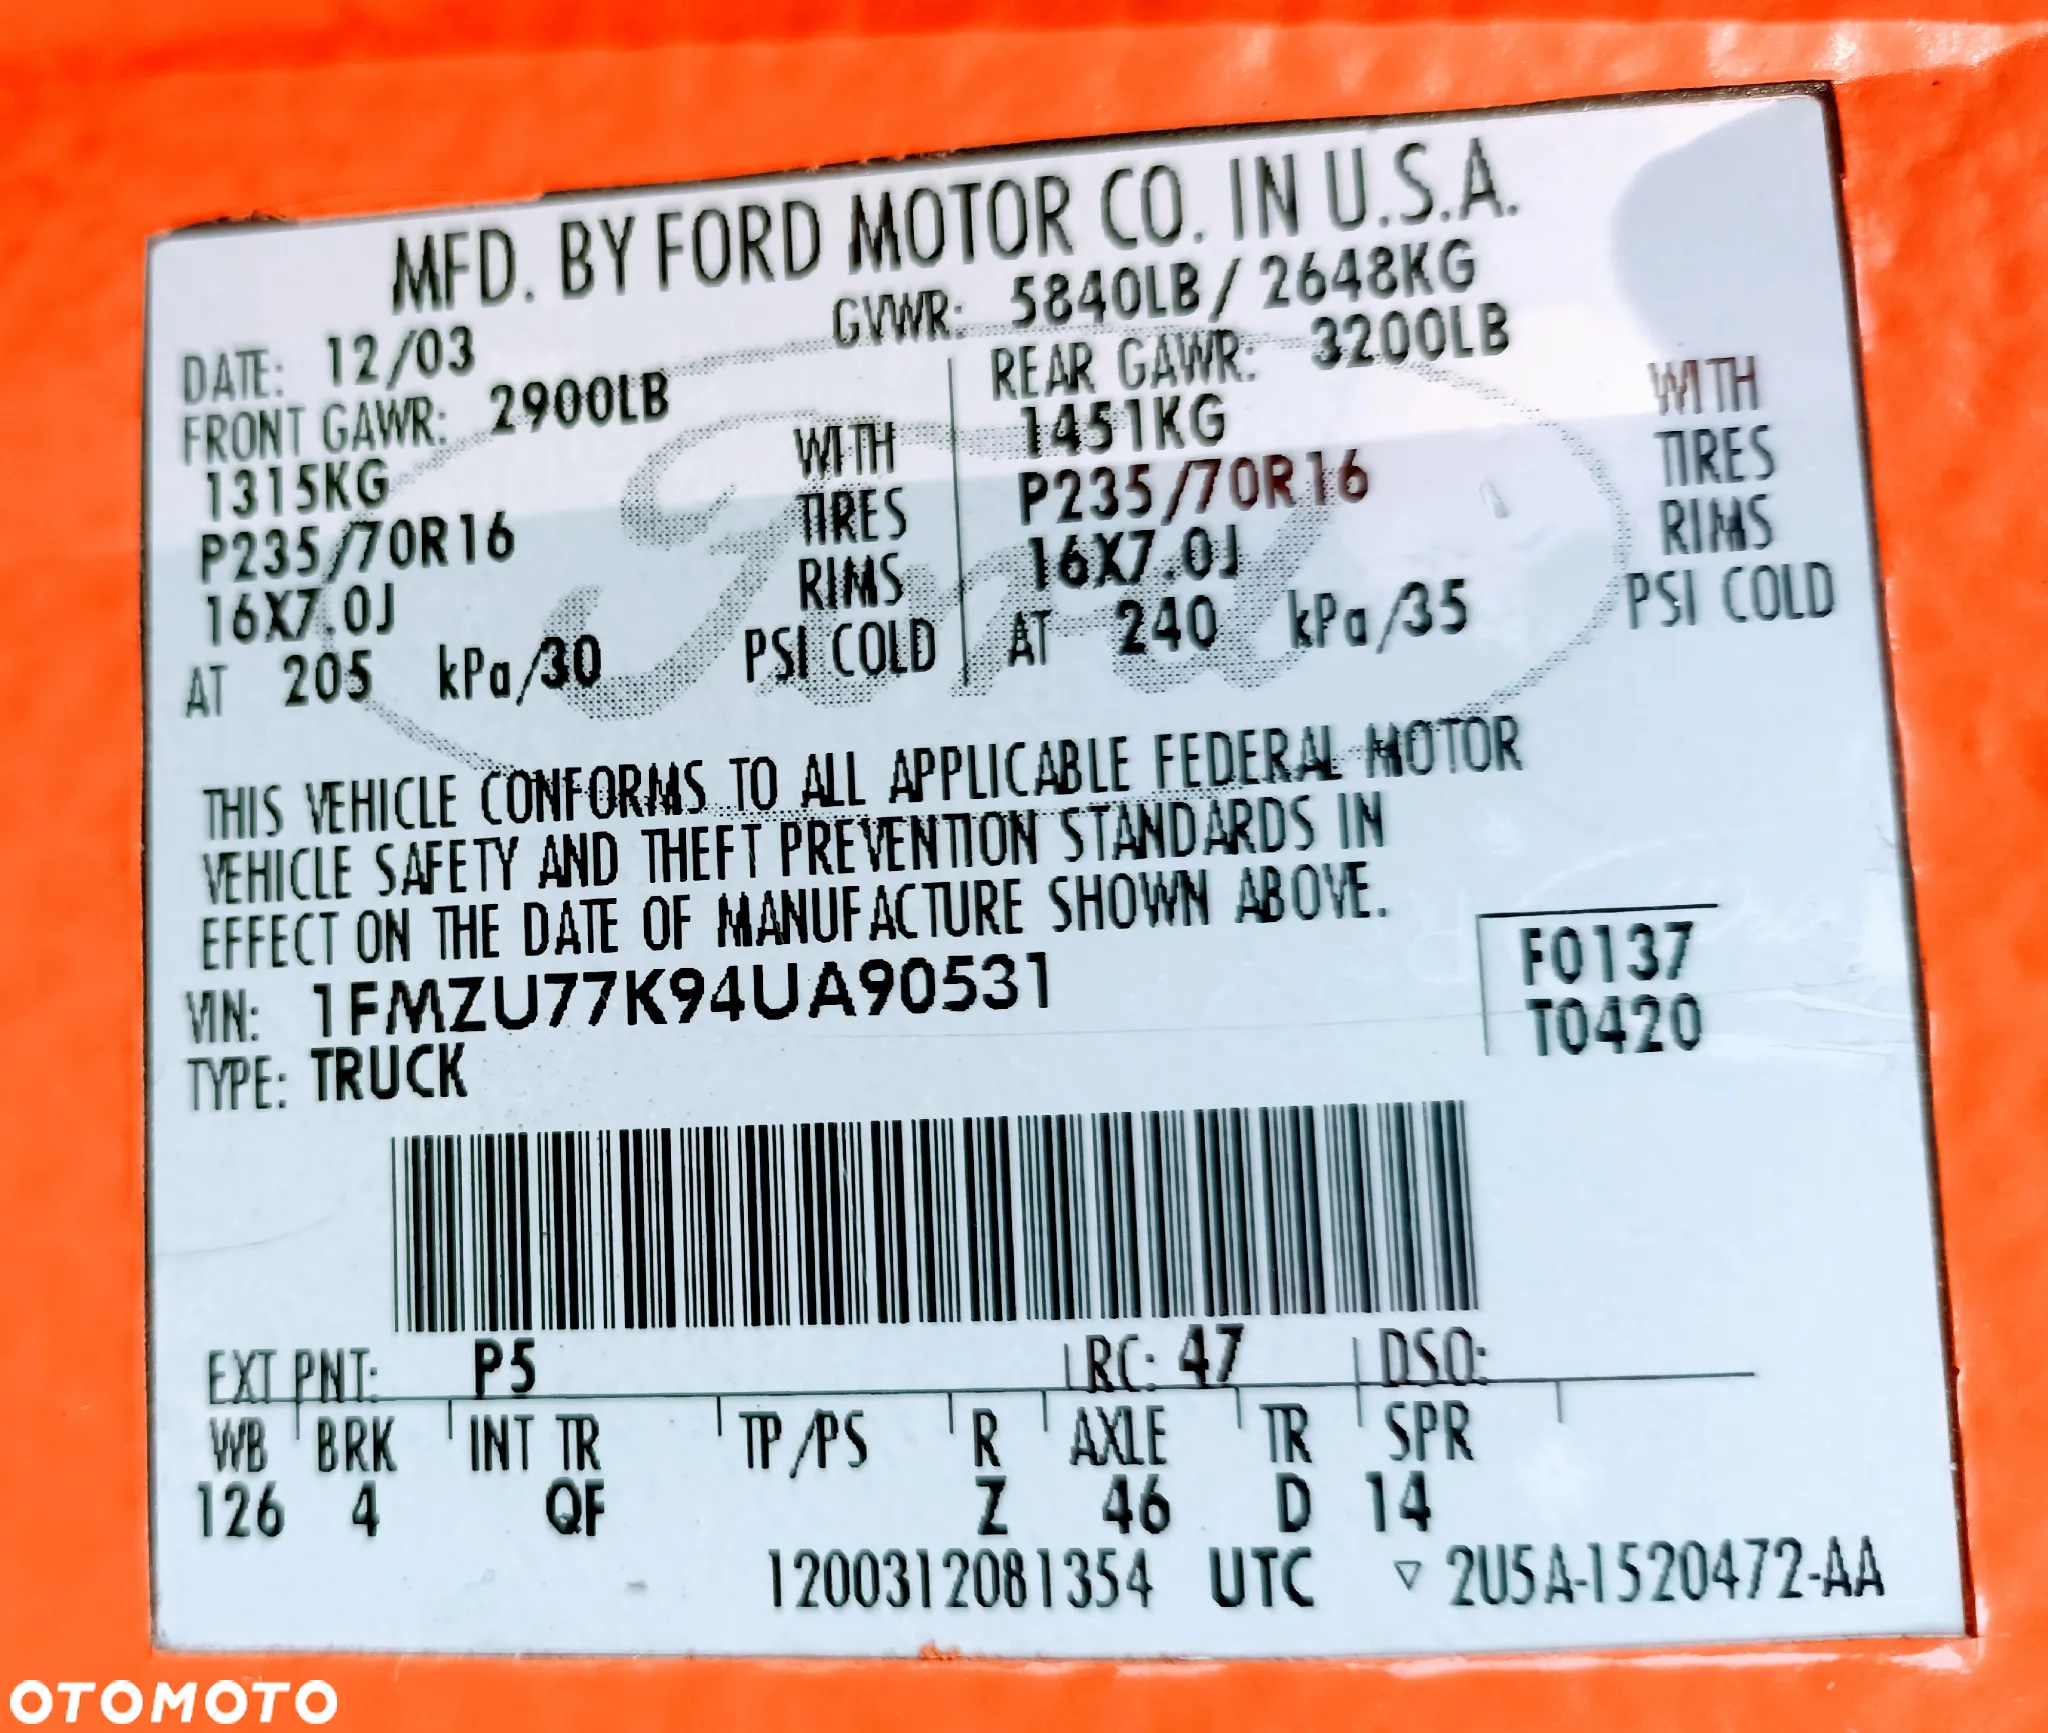 MFD. BY FORD MOTOR CO. IN U.S.A.
DATE: 12/03 GVWR: 5840LB / 2648KG
FRONT GAWR: 2900LB REAR GAWR: 3200LB
1315KG WITH 1451KG WITH
P235/70R16 TIRES P235/70R16 TIRES
16X7.0J RIMS 16X7.0J RIMS
AT 205 kPa/30 PSI COLD AT 240 kPa/35 PSI COLD
Ford
THIS VEHICLE CONFORMS TO ALL APPLICABLE FEDERAL MOTOR
VEHICLE SAFETY AND THEFT PREVENTION STANDARDS IN
EFFECT ON THE DATE OF MANUFACTURE SHOWN ABOVE.
VIN: 1FMZU77K94UA90531 F0137
TYPE: TRUCK T0420
EXT PNT: P5 RC: 47 DSO:
WB BRK INT TR TP/PS R AXLE TR SPR
126 4 QF Z 46 D 14
1200312081354 UTC ▽ 2U5A-1520472-AA
OTOMOTO